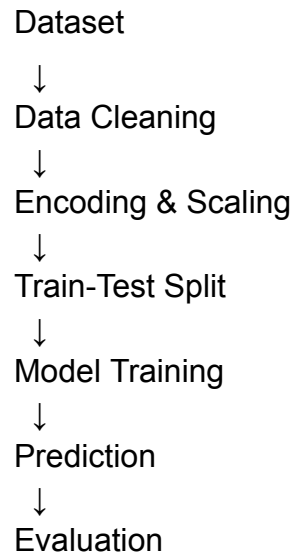 Dataset
↓
Data Cleaning
↓
Encoding & Scaling
↓
Train-Test Split
↓
Model Training
↓
Prediction
↓
Evaluation